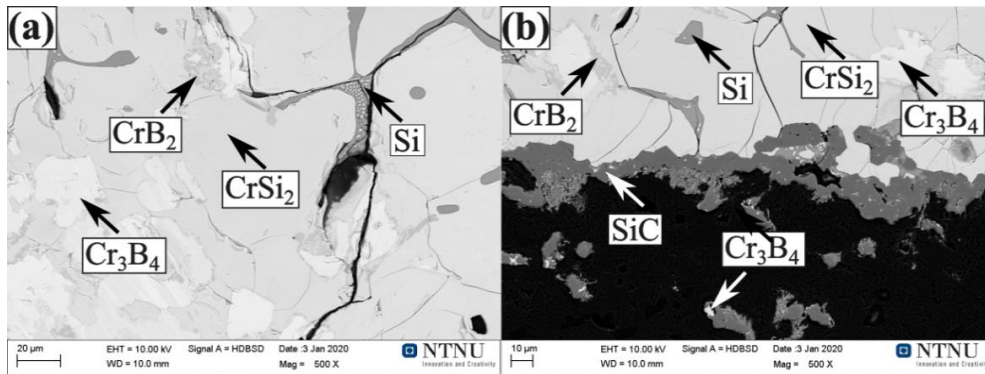 (a)
CrB₂
Si
CrSi₂
Cr₃B₄
20 µm
EHT = 10.00 kV Signal A = HDBSD Date :3 Jan 2020
WD = 10.0 mm Mag = 500 X
NTNU
Innovation and Creativity
(b)
CrB₂
Si
CrSi₂
Cr₃B₄
SiC
Cr₃B₄
10 µm
EHT = 10.00 kV Signal A = HDBSD Date :3 Jan 2020
WD = 10.0 mm Mag = 500 X
NTNU
Innovation and Creativity